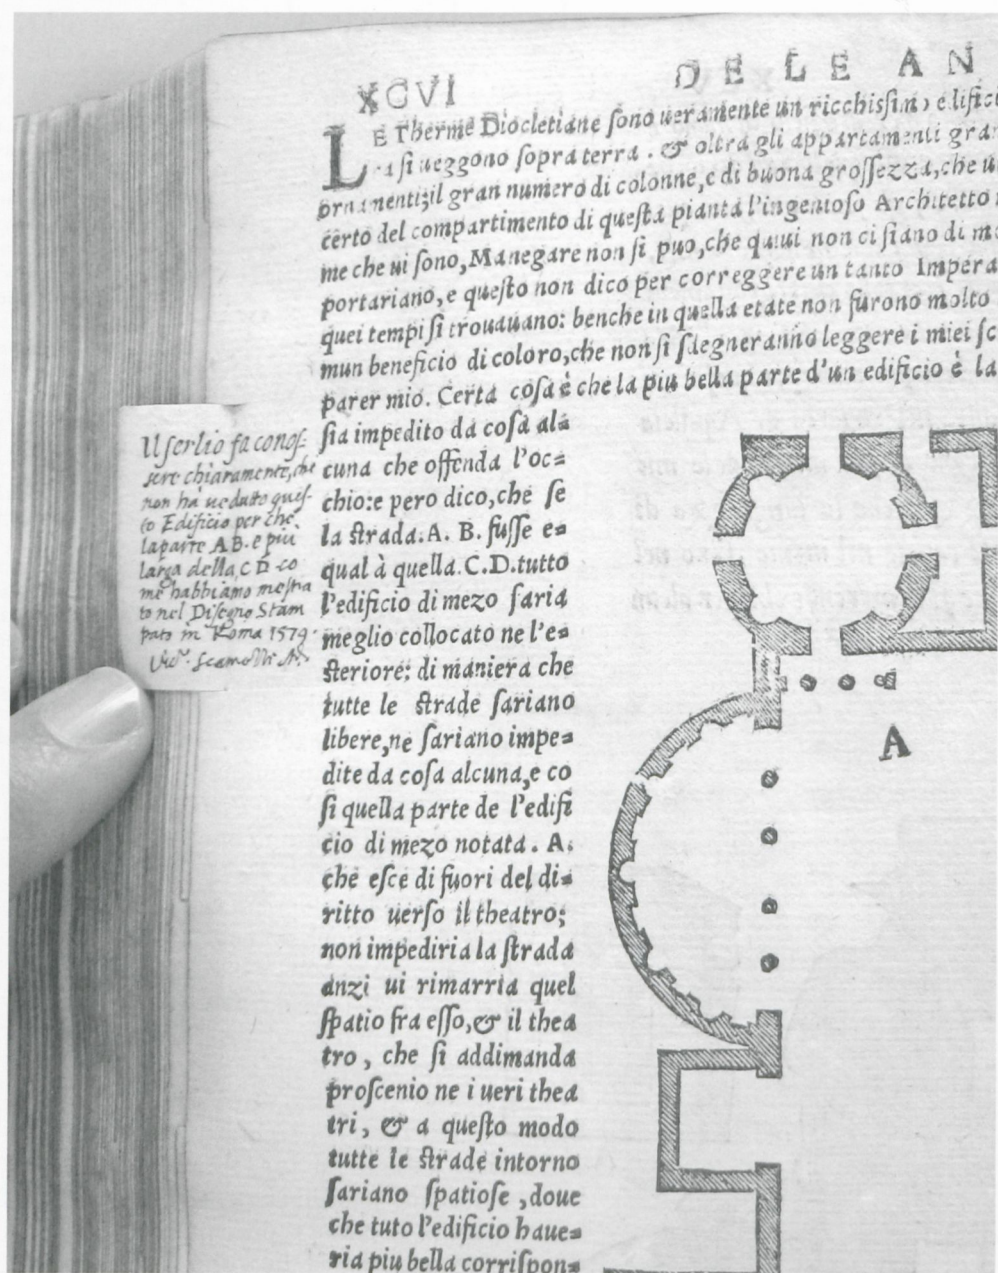 XCVI DELE AN
LE Therme Diocletiane sono ueramente un ricchissimo edifici
si ueggono sopra terra . & oltra gli appartamenti gra
ornamenti;il gran numero di colonne,e di buona grossezza,che u
certo del compartimento di questa pianta l'ingenioso Architetto
me che ui sono,Ma negare non si puo,che quiui non ci siano di m
portariano,e questo non dico per correggere un tanto Impera
quei tempi si trouauano: benche in quella etate non furono molto
mun beneficio di coloro,che non si sdegneranno leggere i miei sc
parer mio. Certa cosa è che la piu bella parte d'un edificio è la
sia impedito da cosa al=
cuna che offenda l'oc=
chio:e pero dico,che se
la strada.A. B. fusse e=
qual à quella.C.D.tutto
l'edificio di mezo saria
meglio collocato ne l'e=
steriore; di maniera che
tutte le strade sariano
libere,ne sariano impe=
dite da cosa alcuna,e co
si quella parte de l'edifi
cio di mezo notata . A.
che esce di fuori del di=
ritto uerso il theatro;
non impediria la strada
anzi ui rimarria quel
spatio fra esso,& il thea
tro , che si addimanda
proscenio ne i ueri thea
tri, & a questo modo
tutte le strade intorno
sariano spatiose ,doue
che tuto l'edificio haue=
ria piu bella corrispon=
Il serlio fa conos-
sere chiaramente, che
non ha ueduto ques-
to Edificio per che
la parte AB. e piu
larga della C D. co
me habbiamo mostra
to nel Disegno Stam
pato in Roma 1579.
Vic.º Scamozzi
A